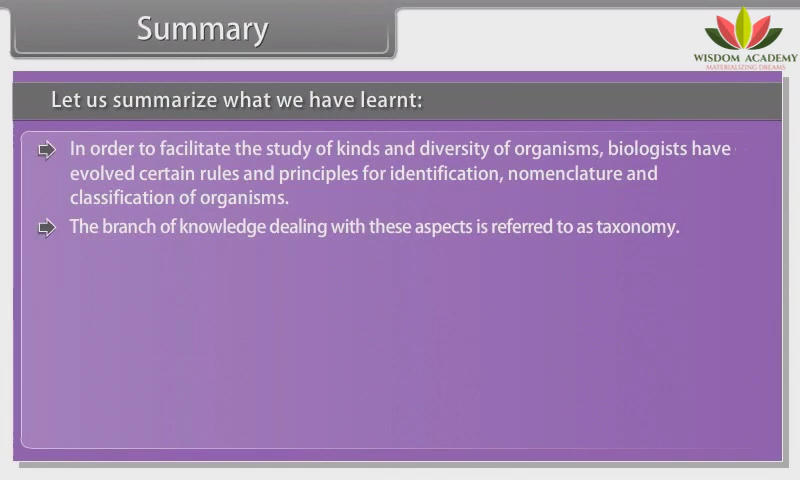 Summary
WISDOM ACADEMY
MATERIALIZING DREAMS
Let us summarize what we have learnt:
In order to facilitate the study of kinds and diversity of organisms, biologists have
evolved certain rules and principles for identification, nomenclature and
classification of organisms.
The branch of knowledge dealing with these aspects is referred to as taxonomy.